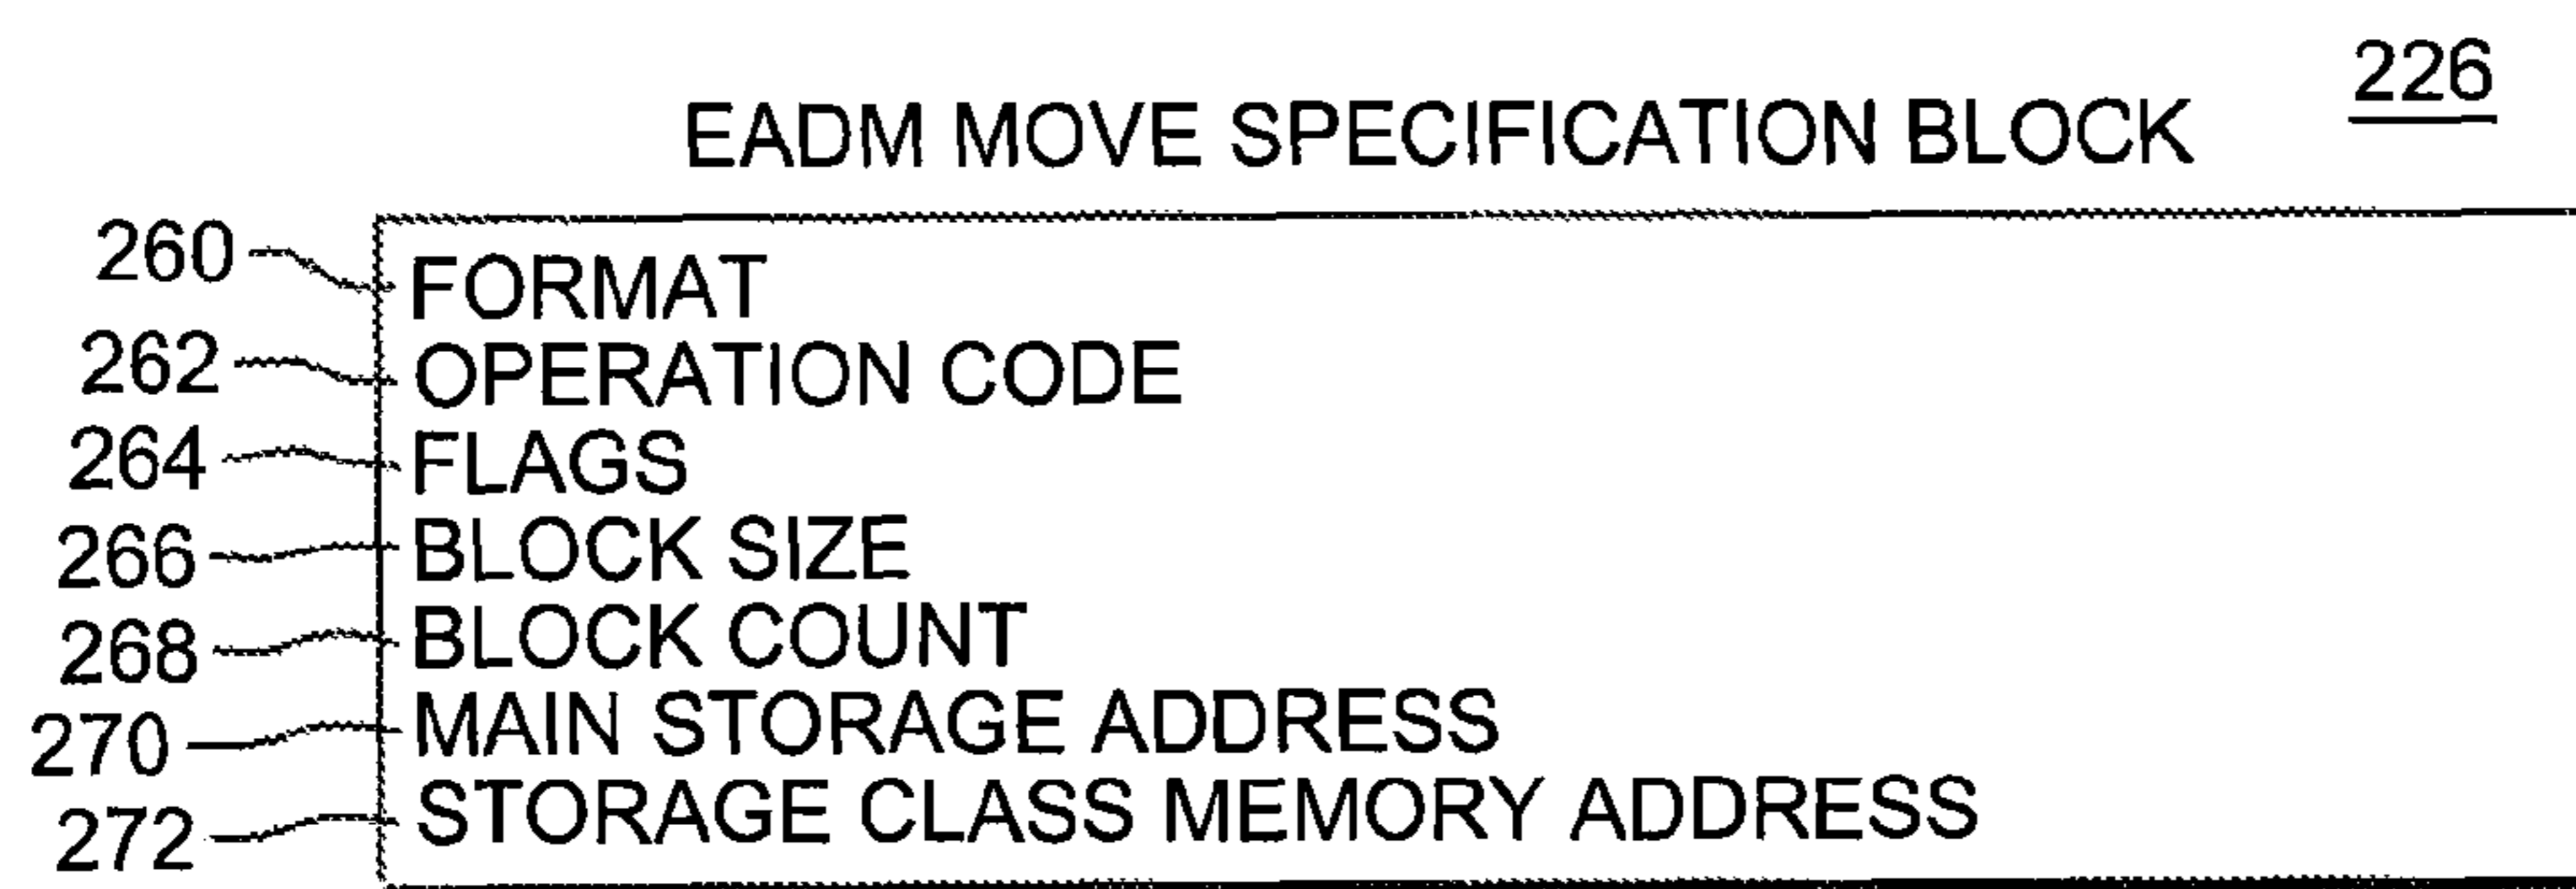 226
EADM MOVE SPECIFICATION BLOCK
260 FORMAT
262 OPERATION CODE
264 FLAGS
266 BLOCK SIZE
268 BLOCK COUNT
270 MAIN STORAGE ADDRESS
272 STORAGE CLASS MEMORY ADDRESS